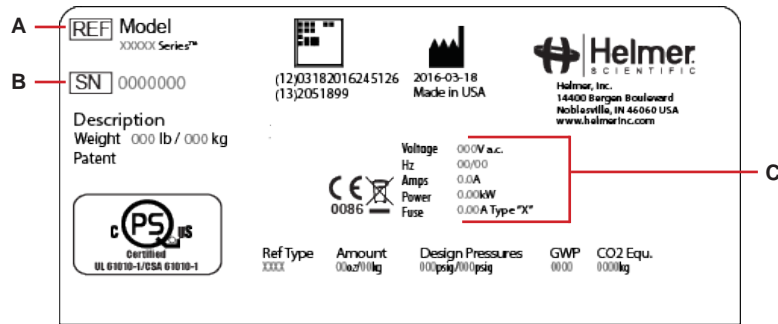 A
REF Model
XXXXX Series™
B
SN 0000000
Description
Weight 000 lb / 000 kg
Patent
(12)03182016245126
(13)2051899
2016-03-18
Made in USA
Helmer
SCIENTIFIC
Helmer, Inc.
14400 Bergen Boulevard
Noblesville, IN 46060 USA
www.helmerinc.com
C
Voltage 000V a.c.
Hz 00/00
Amps 0.0A
Power 0.00kW
Fuse 0.00A Type "X"
CE
0086
c PS us
Certified
UL 61010-1/CSA 61010-1
Ref Type Amount Design Pressures GWP CO2 Equ.
XXXX 00oz/00kg 000psig/000psig 0000 0000kg